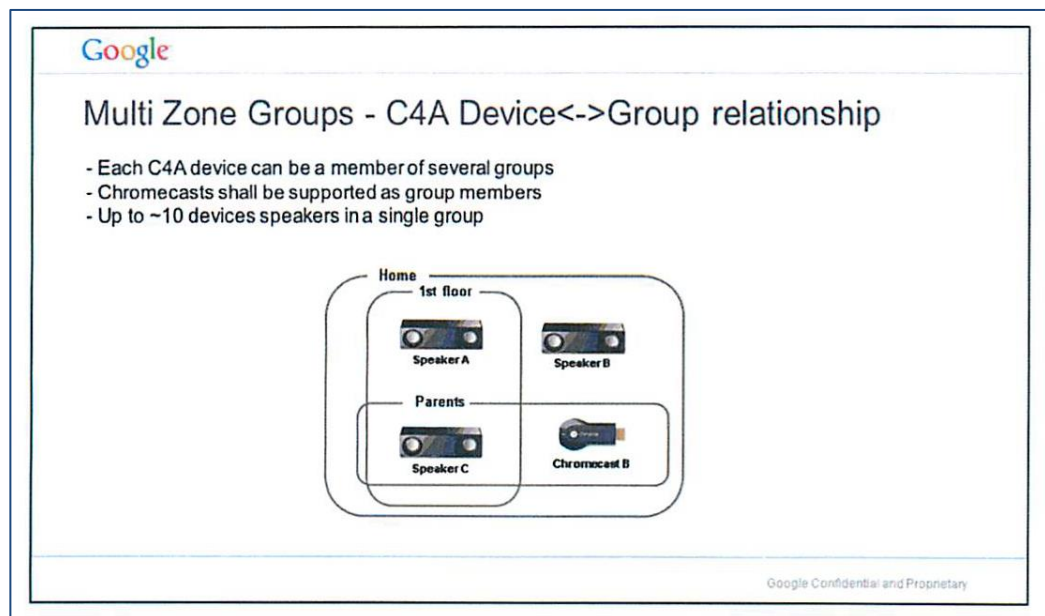 Google
Multi Zone Groups - C4A Device<->Group relationship
- Each C4A device can be a member of several groups
- Chromecasts shall be supported as group members
- Up to ~10 devices speakers in a single group
Home
1st floor
Speaker A
Speaker B
Parents
Speaker C
Chromecast B
Google Confidential and Proprietary